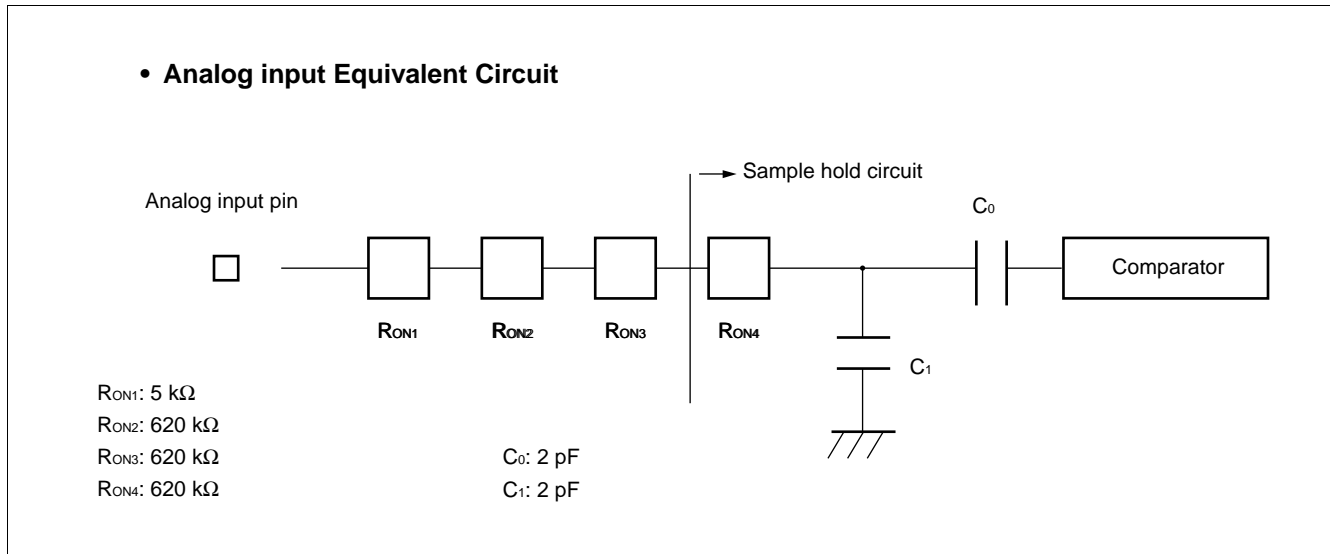 • Analog input Equivalent Circuit
Sample hold circuit
Analog input pin
C0
Comparator
RON1
RON2
RON3
RON4
C1
RON1: 5 kΩ
RON2: 620 kΩ
RON3: 620 kΩ
C0: 2 pF
RON4: 620 kΩ
C1: 2 pF